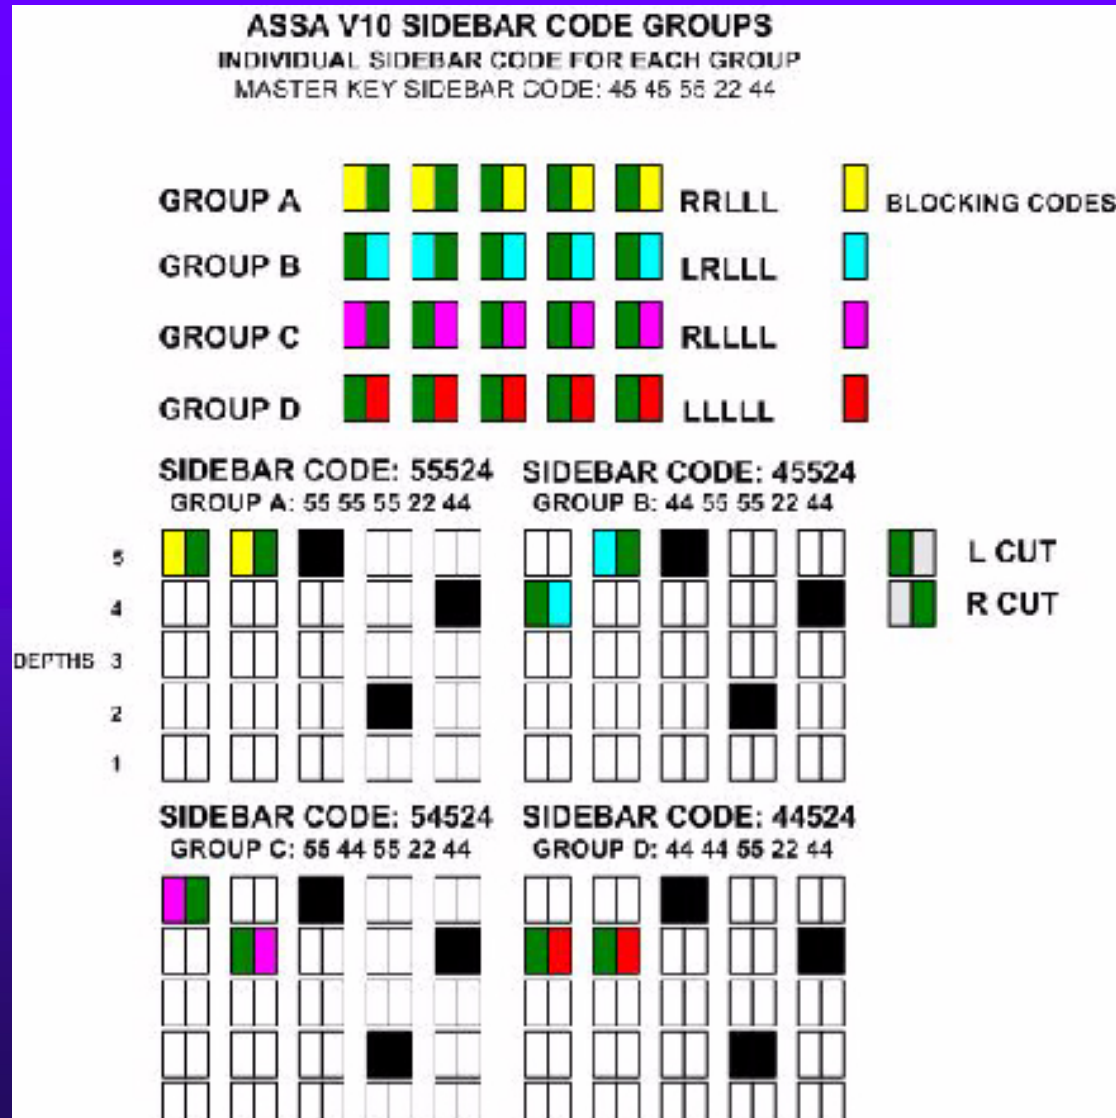 ASSA V10 SIDEBAR CODE GROUPS
INDIVIDUAL SIDEBAR CODE FOR EACH GROUP
MASTER KEY SIDEBAR CODE: 45 45 55 22 44
GROUP A RRLLL BLOCKING CODES
GROUP B LRLLL
GROUP C RLLLL
GROUP D LLLLL
SIDEBAR CODE: 55524 SIDEBAR CODE: 45524
GROUP A: 55 55 55 22 44 GROUP B: 44 55 55 22 44
5 L CUT
4 R CUT
DEPTHS 3
2
1
SIDEBAR CODE: 54524 SIDEBAR CODE: 44524
GROUP C: 55 44 55 22 44 GROUP D: 44 44 55 22 44